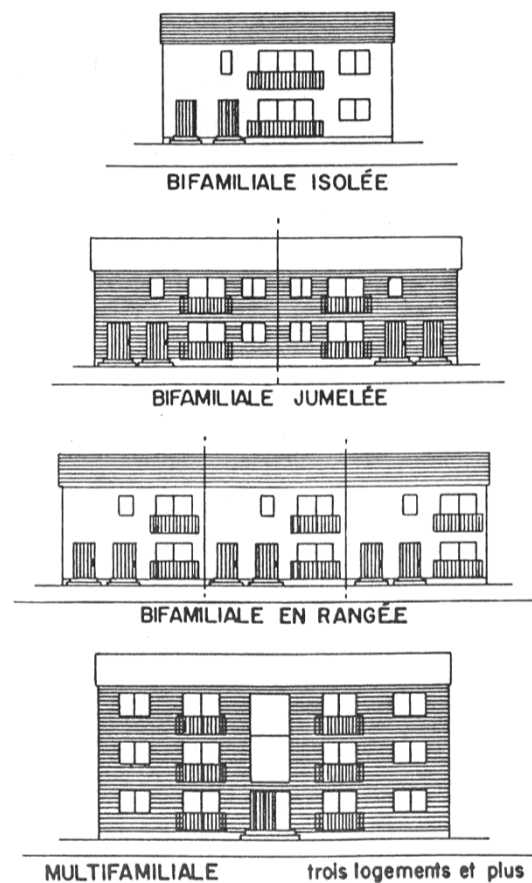 BIFAMILIALE ISOLÉE
BIFAMILIALE JUMELÉE
BIFAMILIALE EN RANGÉE
MULTIFAMILIALE trois logements et plus